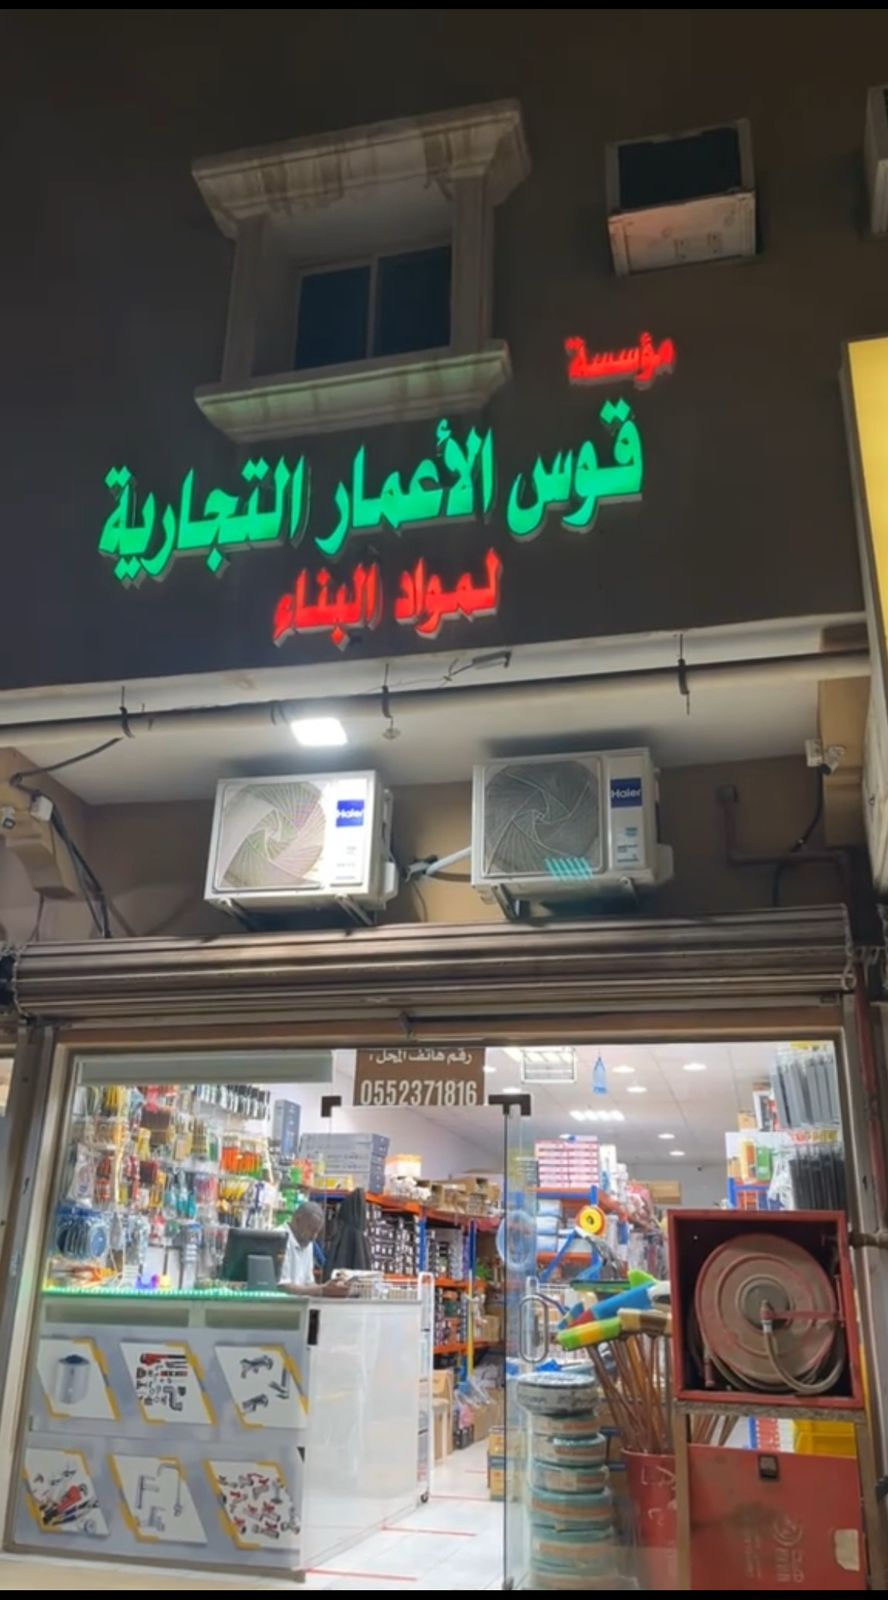 مؤسسة
قوس الأعمار التجارية
لمواد البناء
Haier
Haier
رقم هاتف المحل :
0552371816